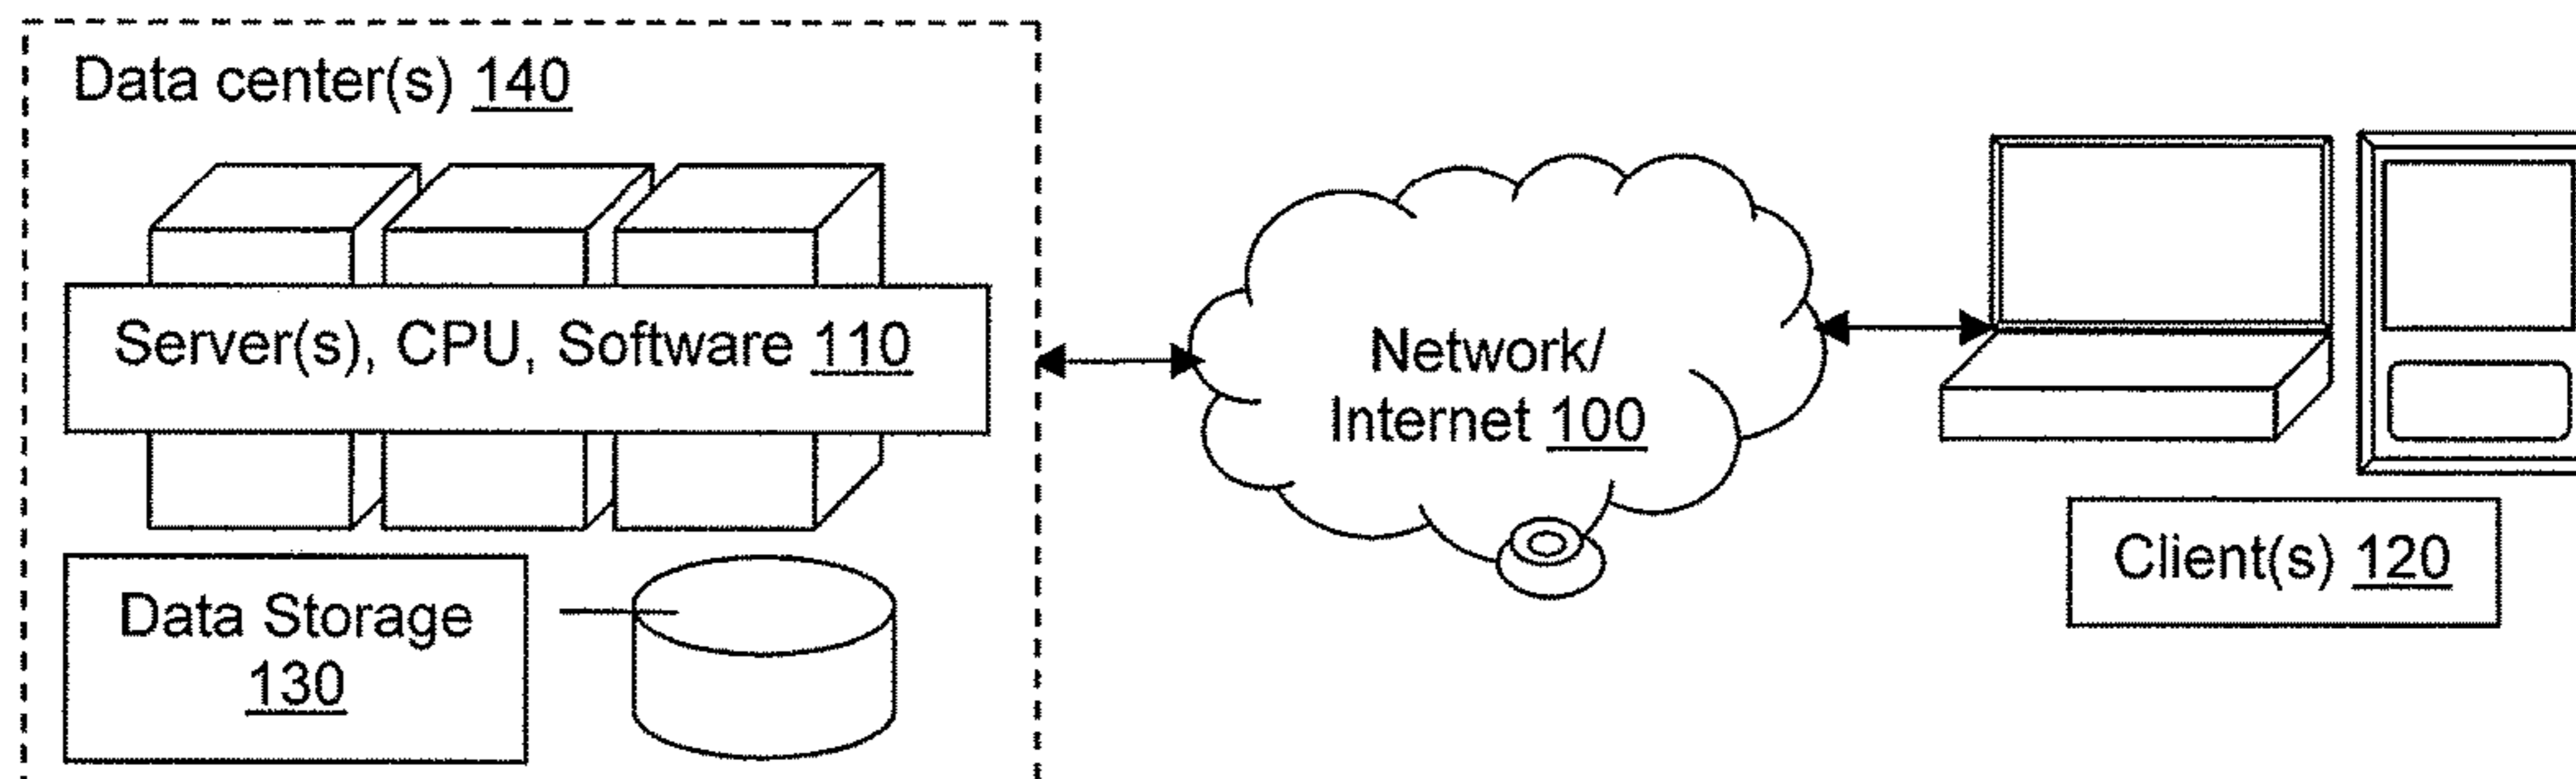 Data center(s) 140
Server(s), CPU, Software 110
Data Storage
130
Network/
Internet 100
Client(s) 120